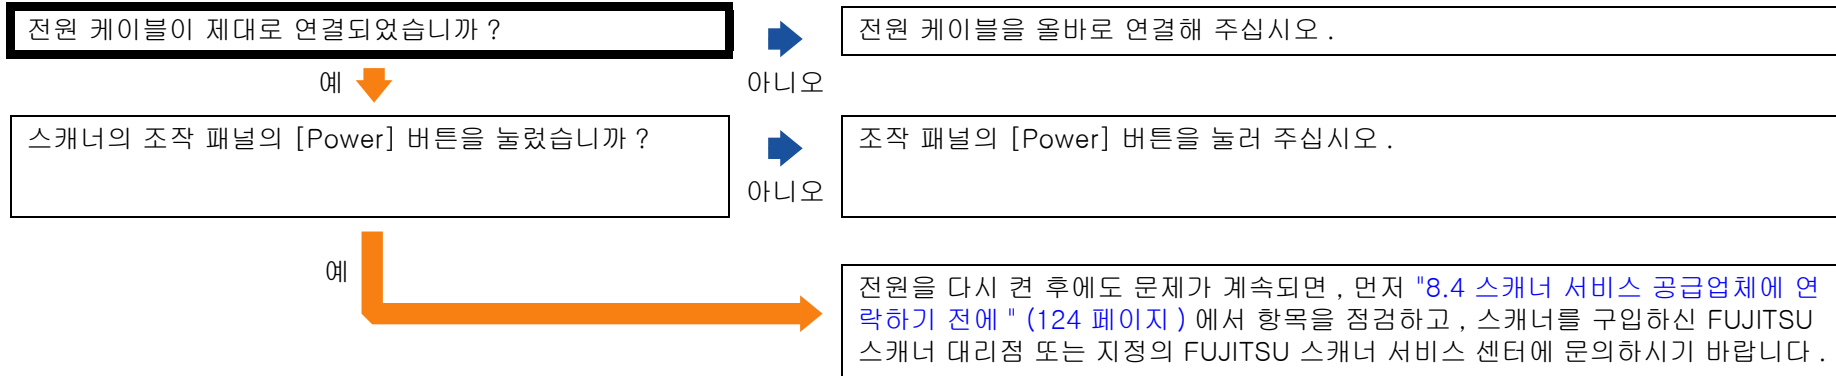 전원 케이블이 제대로 연결되었습니까 ?
전원 케이블을 올바로 연결해 주십시오 .
예
아니오
스캐너의 조작 패널의 [Power] 버튼을 눌렀습니까 ?
조작 패널의 [Power] 버튼을 눌러 주십시오 .
아니오
예
전원을 다시 켠 후에도 문제가 계속되면 , 먼저 "8.4 스캐너 서비스 공급업체에 연
락하기 전에 " (124 페이지 ) 에서 항목을 점검하고 , 스캐너를 구입하신 FUJITSU
스캐너 대리점 또는 지정의 FUJITSU 스캐너 서비스 센터에 문의하시기 바랍니다 .